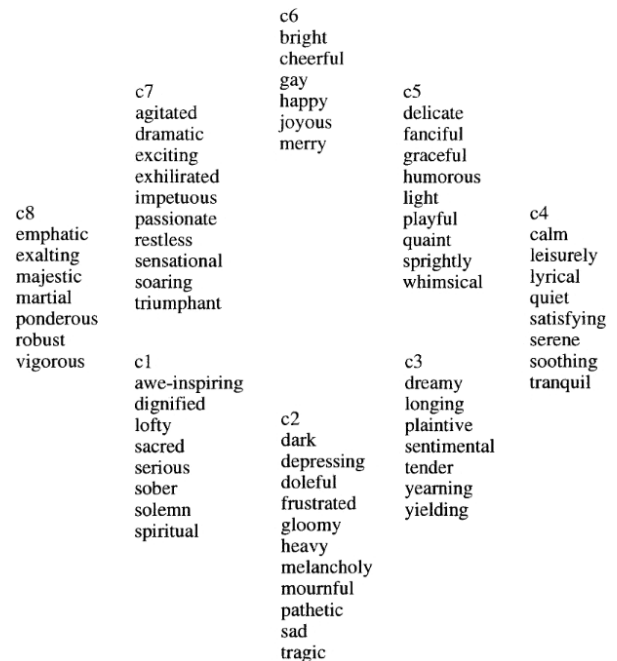 c6
bright
cheerful
gay
happy
joyous
merry
c7
agitated
dramatic
exciting
exhilirated
impetuous
passionate
restless
sensational
soaring
triumphant
c5
delicate
fanciful
graceful
humorous
light
playful
quaint
sprightly
whimsical
c8
emphatic
exalting
majestic
martial
ponderous
robust
vigorous
c4
calm
leisurely
lyrical
quiet
satisfying
serene
soothing
tranquil
c1
awe-inspiring
dignified
lofty
sacred
serious
sober
solemn
spiritual
c3
dreamy
longing
plaintive
sentimental
tender
yearning
yielding
c2
dark
depressing
doleful
frustrated
gloomy
heavy
melancholy
mournful
pathetic
sad
tragic